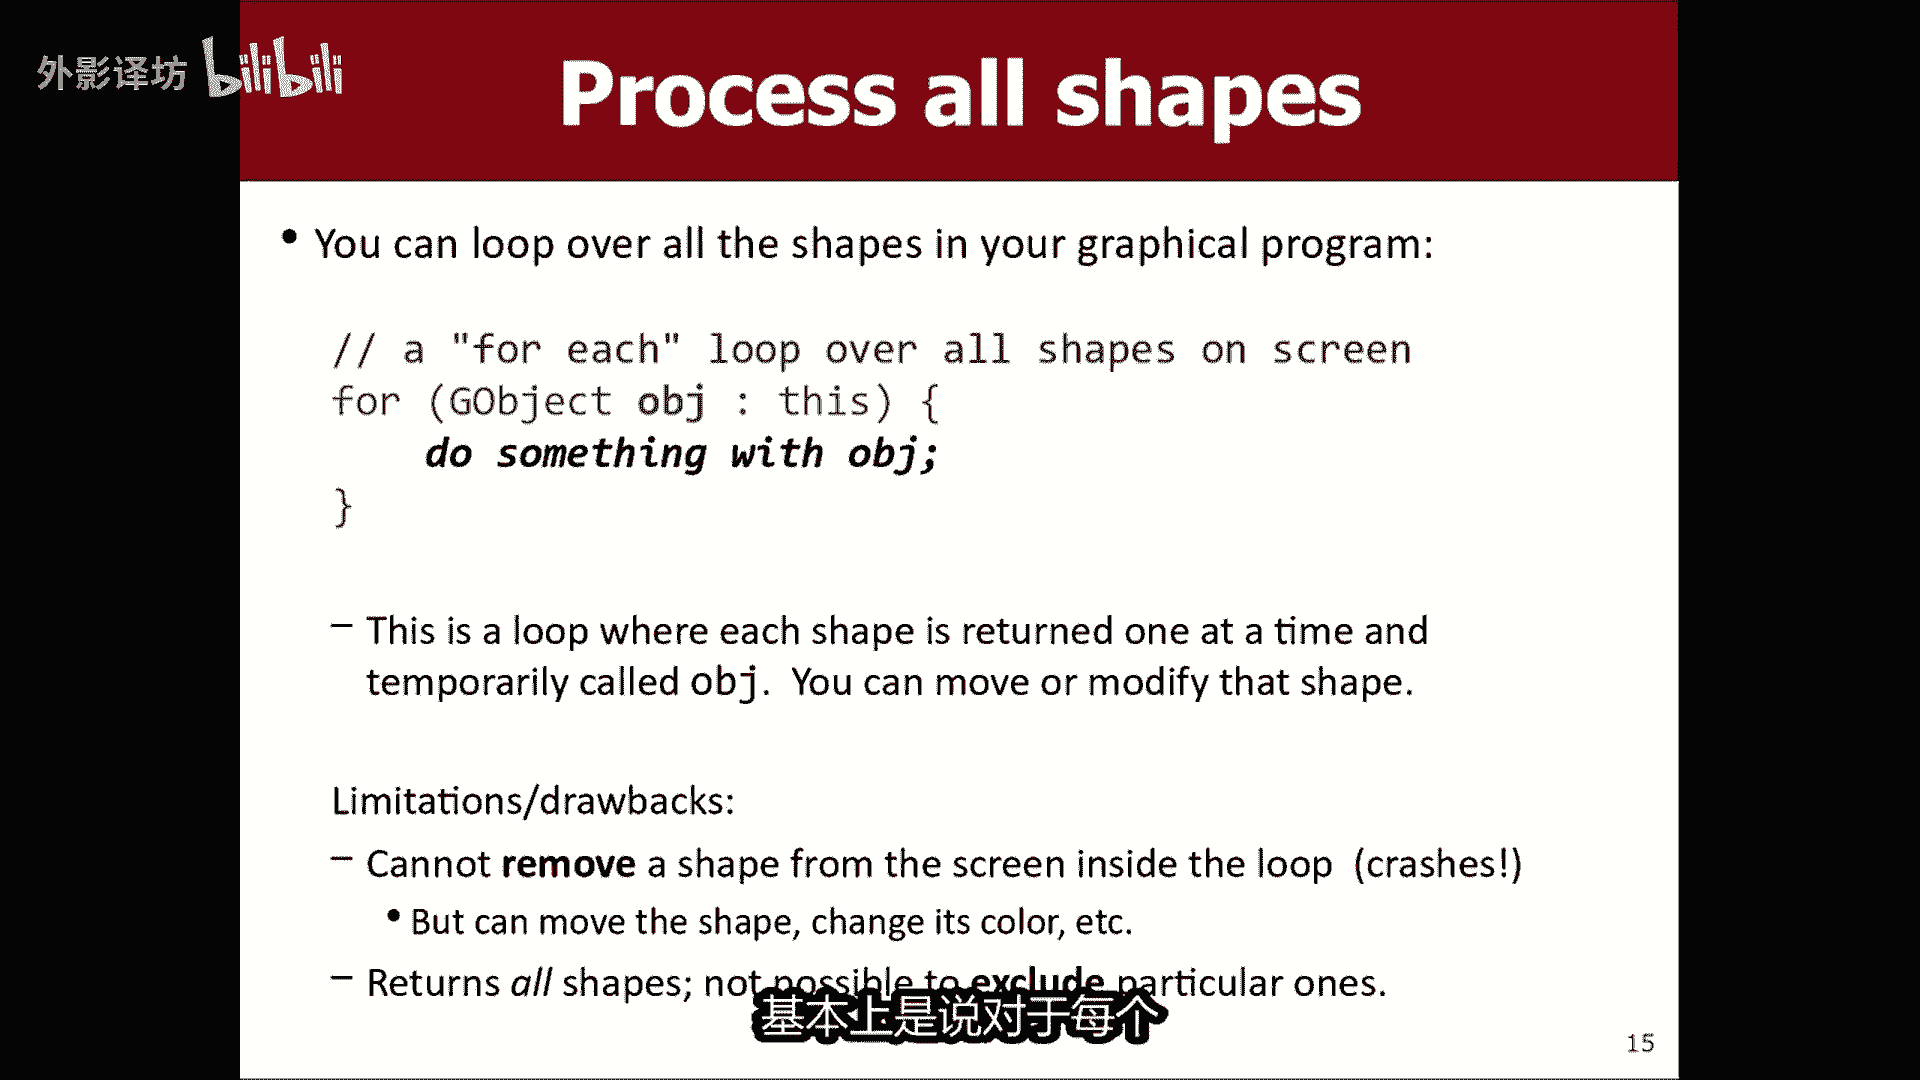 外影译坊 bilibili
Process all shapes
• You can loop over all the shapes in your graphical program:
// a "for each" loop over all shapes on screen
for (GObject obj : this) {
do something with obj;
}
– This is a loop where each shape is returned one at a time and
temporarily called obj. You can move or modify that shape.
Limitations/drawbacks:
– Cannot remove a shape from the screen inside the loop (crashes!)
• But can move the shape, change its color, etc.
– Returns all shapes; not possible to exclude particular ones.
基本上是说对于每个
15